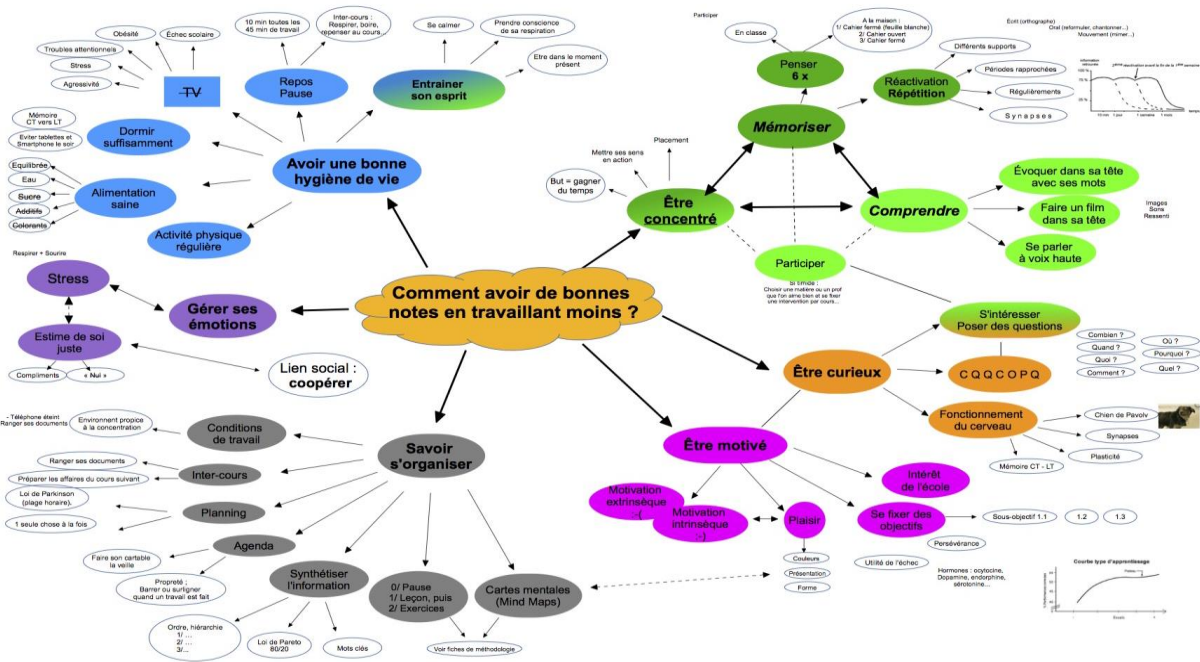 Comment avoir de bonnes
notes en travaillant moins ?
Avoir une bonne
hygiène de vie
TV
Obésité
Échec scolaire
Troubles attentionnels
Stress
Agressivité
Repos
Pause
10 min toutes les
45 min de travail
Inter-cours :
Respirer, boire,
repenser au cours...
Entrainer
son esprit
Se calmer
Prendre conscience
de sa respiration
Etre dans le moment
présent
Dormir
suffisamment
Mémoire
CT vers LT
Eviter tablettes et
Smartphone le soir
Alimentation
saine
Equilibrée
Eau
Sucre
Additifs
Colorants
Activité physique
régulière
Gérer ses
émotions
Respirer + Sourire
Stress
Estime de soi
juste
Compliments
« Nul »
Lien social :
coopérer
Savoir
s'organiser
Conditions
de travail
- Téléphone éteint
Ranger ses documents
Environnent propice
à la concentration
Inter-cours
Ranger ses documents
Préparer les affaires du cours suivant
Planning
Loi de Parkinson
(plage horaire).
1 seule chose à la fois
Agenda
Faire son cartable
la veille
Propreté ;
Barrer ou surligner
quand un travail est fait
Synthétiser
l'Information
Ordre, hiérarchie
1/ ...
2/ ...
3/...
Loi de Pareto
80/20
Mots clés
0/ Pause
1/ Leçon, puis
2/ Exercices
Cartes mentales
(Mind Maps)
Voir fiches de méthodologie
Être motivé
Motivation
extrinsèque
:-(
Motivation
intrinsèque
:-)
Plaisir
Couleurs
Présentation
Forme
Intérêt
de l'école
Se fixer des
objectifs
Sous-objectif 1.1
1.2
1.3
Persévérance
Utilité de l'échec
Hormones : ocytocine,
Dopamine, endorphine,
sérotonine...
Courbe type d'apprentissage
Être curieux
S'intéresser
Poser des questions
C Q Q C O P Q
Combien ?
Quand ?
Quoi ?
Comment ?
Où ?
Pourquoi ?
Quel ?
Fonctionnement
du cerveau
Chien de Pavolv
Synapses
Plasticité
Mémoire CT - LT
Être
concentré
But = gagner
du temps
Mettre ses sens
en action
Placement
Mémoriser
Penser
6 x
Participer
En classe
A la maison :
1/ Cahier fermé (feuille blanche)
2/ Cahier ouvert
3/ Cahier fermé
Réactivation
Répétition
Écrit (orthographe)
Oral (reformuler, chantonner...)
Mouvement (mimer...)
Différents supports
Périodes rapprochées
Régulièrements
Synapses
10 min
1 jour
1 semaine
1 mois
Comprendre
Évoquer dans sa tête
avec ses mots
Faire un film
dans sa tête
Images
Sons
Ressenti
Se parler
à voix haute
Participer
Si timide :
Choisir une matière ou un prof
que l'on aime bien et se fixer
une intervention par cours...